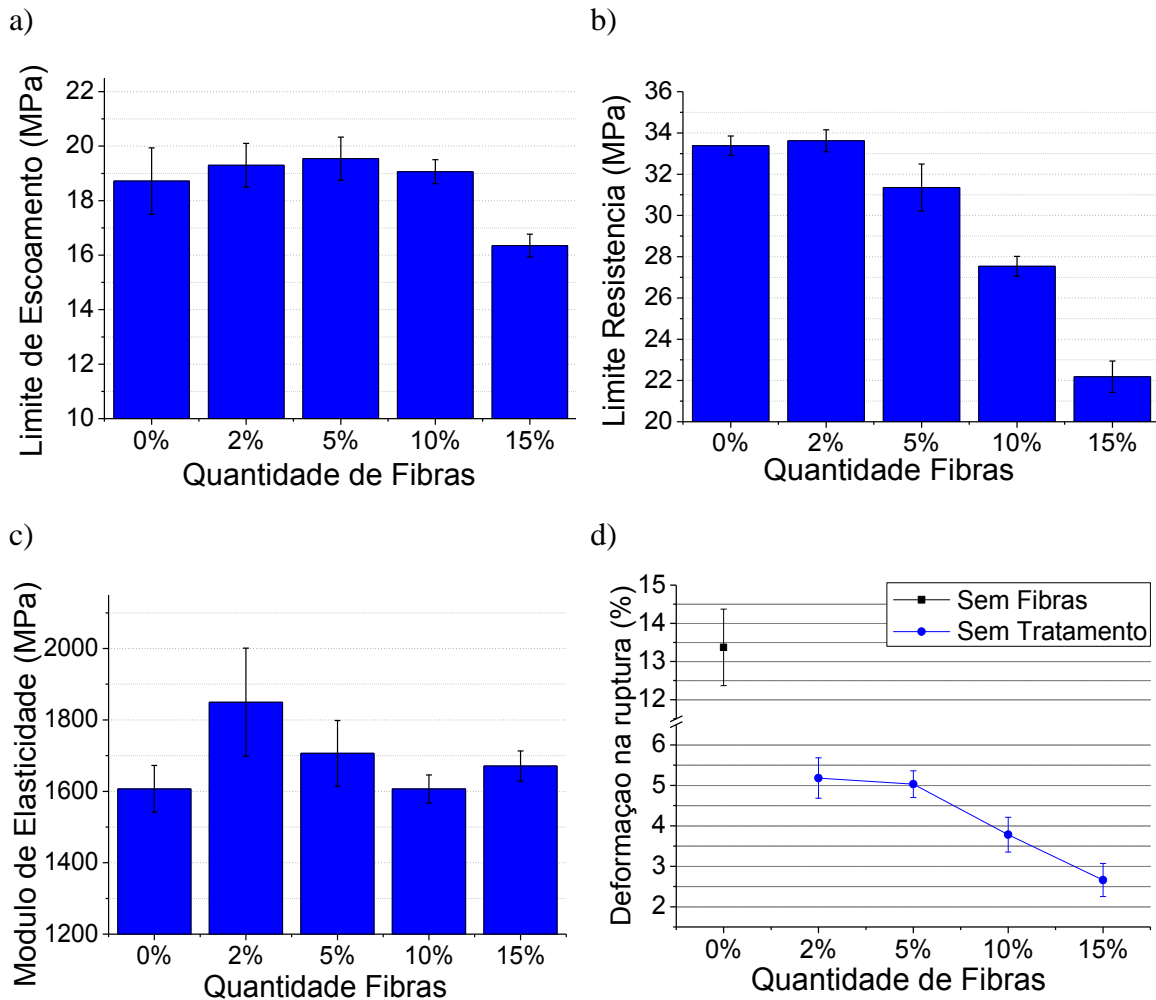 a)
Limite de Escoamento (MPa)
22
20
18
16
14
12
10
0% 2% 5% 10% 15%
Quantidade de Fibras
b)
Limite Resistencia (MPa)
36
34
32
30
28
26
24
22
20
0% 2% 5% 10% 15%
Quantidade Fibras
c)
Modulo de Elasticidade (MPa)
2000
1800
1600
1400
1200
0% 2% 5% 10% 15%
Quantidade Fibras
d)
Deformaçao na ruptura (%)
15
14
13
12
6
5
4
3
2
Sem Fibras
Sem Tratamento
0% 2% 5% 10% 15%
Quantidade de Fibras